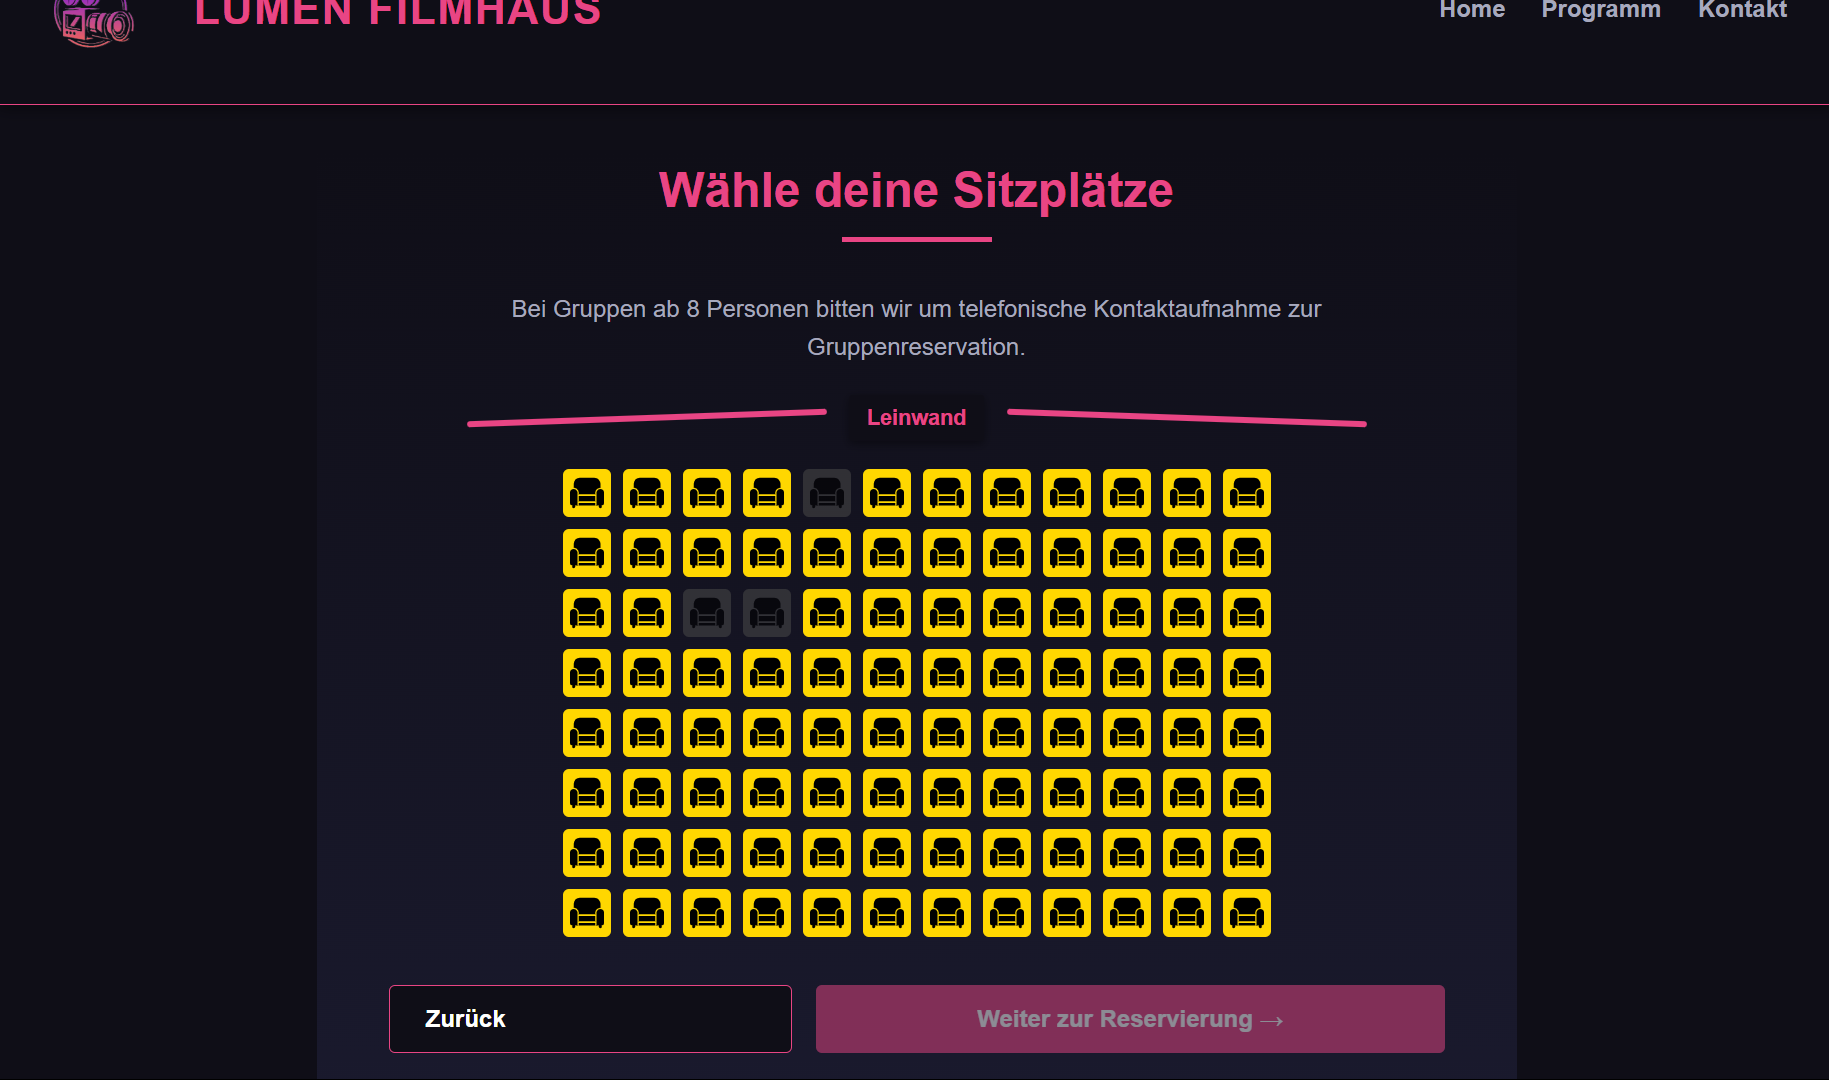 LUMEN FILMHAUS
Home Programm Kontakt
Wähle deine Sitzplätze
Bei Gruppen ab 8 Personen bitten wir um telefonische Kontaktaufnahme zur
Gruppenreservation.
Leinwand
Zurück
Weiter zur Reservierung →